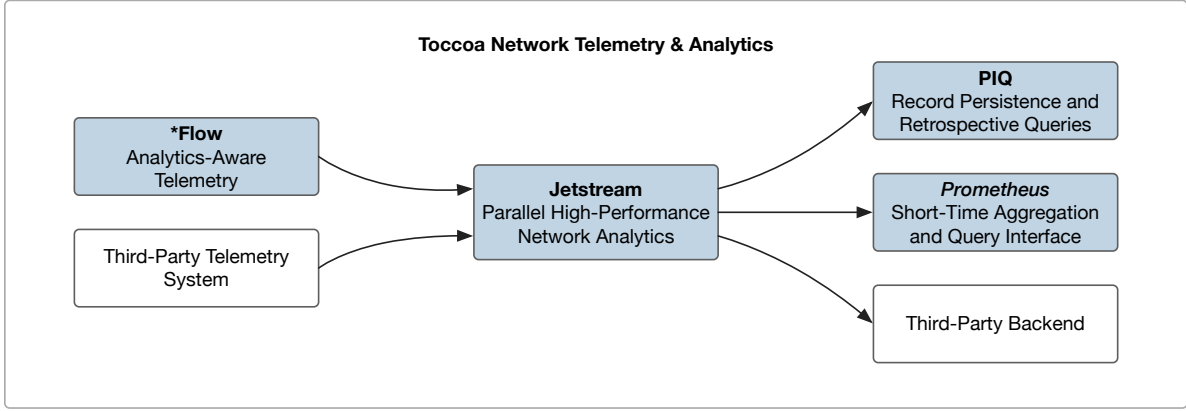 Toccoa Network Telemetry & Analytics
*Flow
Analytics-Aware
Telemetry
Third-Party Telemetry
System
Jetstream
Parallel High-Performance
Network Analytics
PIQ
Record Persistence and
Retrospective Queries
Prometheus
Short-Time Aggregation
and Query Interface
Third-Party Backend